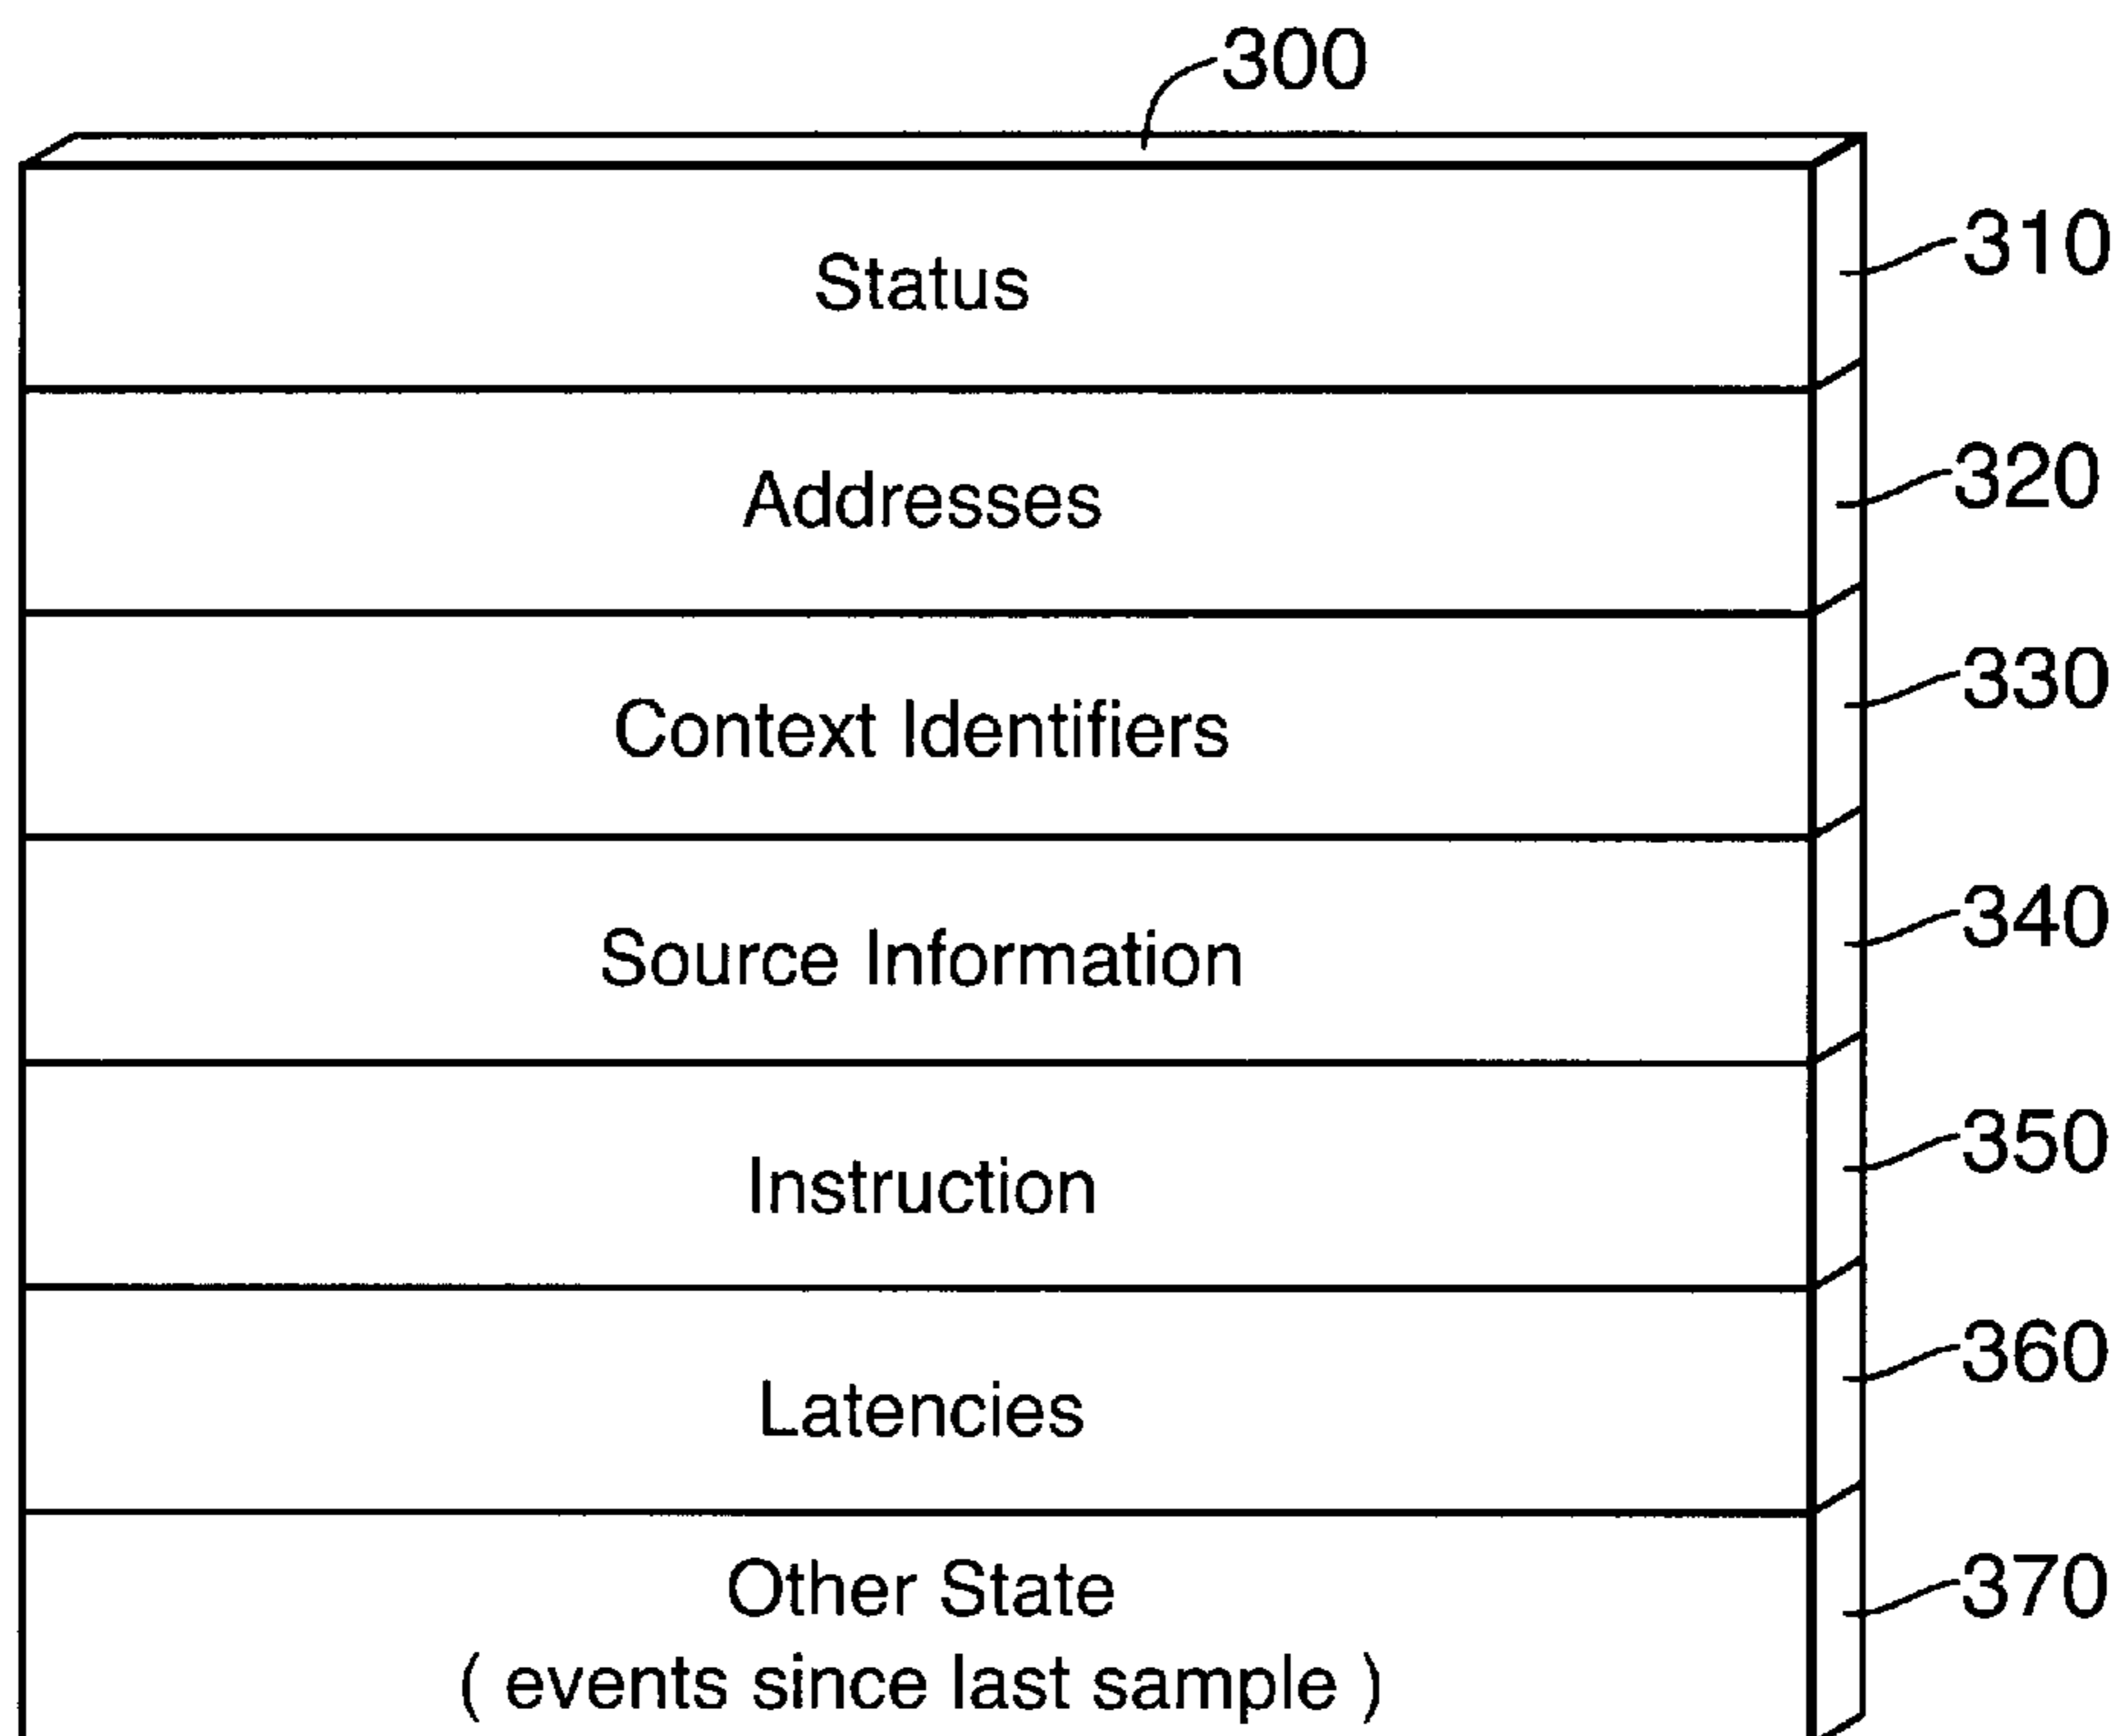 300
Status
310
Addresses
320
Context Identifiers
330
Source Information
340
Instruction
350
Latencies
360
Other State
370
( events since last sample )